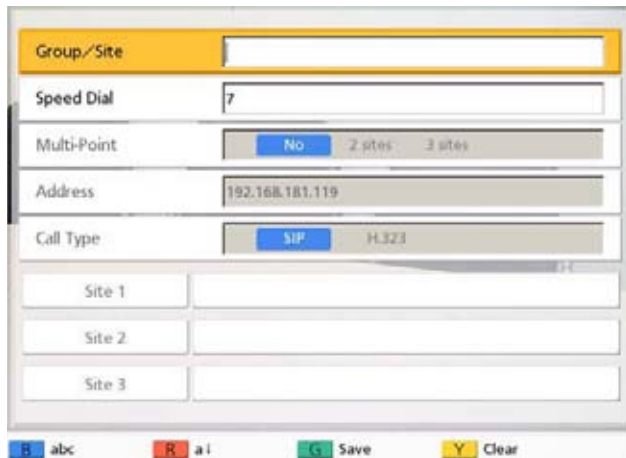 Group/Site
Speed Dial 7
Multi-Point No 2 sites 3 sites
Address 192.168.181.119
Call Type SIP H.323
Site 1
Site 2
Site 3
B abc R a↓ G Save Y Clear